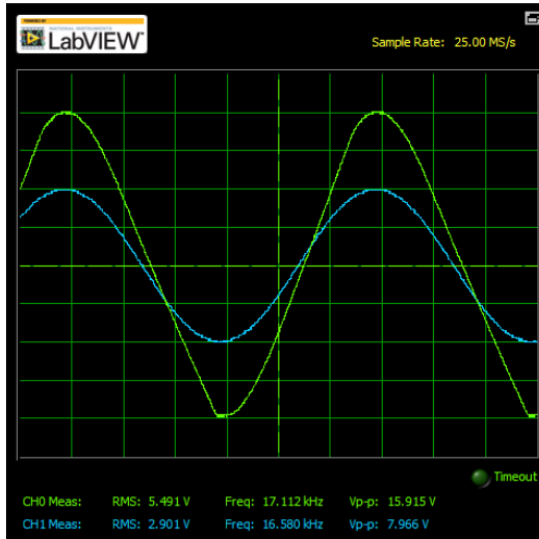 POWERED BY
NATIONAL INSTRUMENTS
LabVIEW™
Sample Rate: 25.00 MS/s
Timeout
CH0 Meas: RMS: 5.491 V Freq: 17.112 kHz Vp-p: 15.915 V
CH1 Meas: RMS: 2.901 V Freq: 16.580 kHz Vp-p: 7.966 V